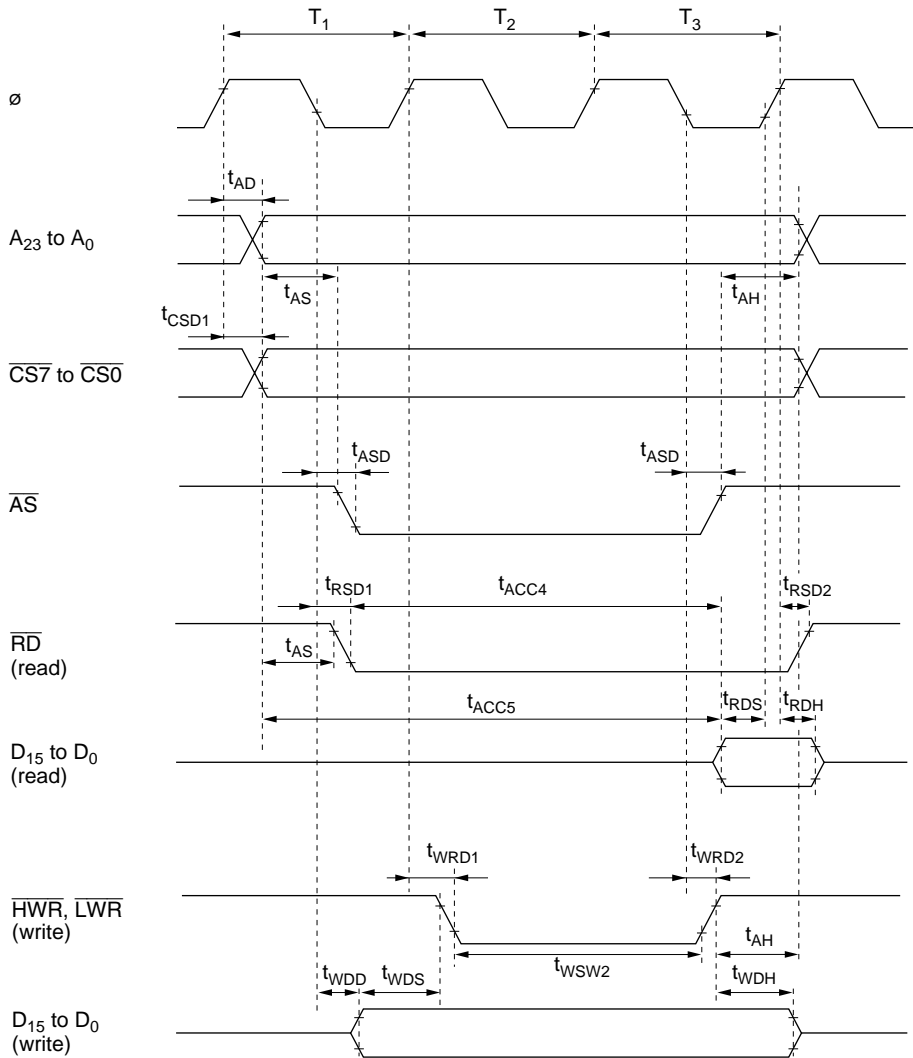 T1 T2 T3
ø
tAD
A23 to A0
tAS tAH
tCSD1
CS7 to CS0
tASD tASD
AS
tRSD1 tACC4 tRSD2
RD
(read)
tAS
tACC5 tRDS tRDH
D15 to D0
(read)
tWRD1 tWRD2
HWR, LWR
(write)
tAH
tWSW2
tWDD tWDS tWDH
D15 to D0
(write)